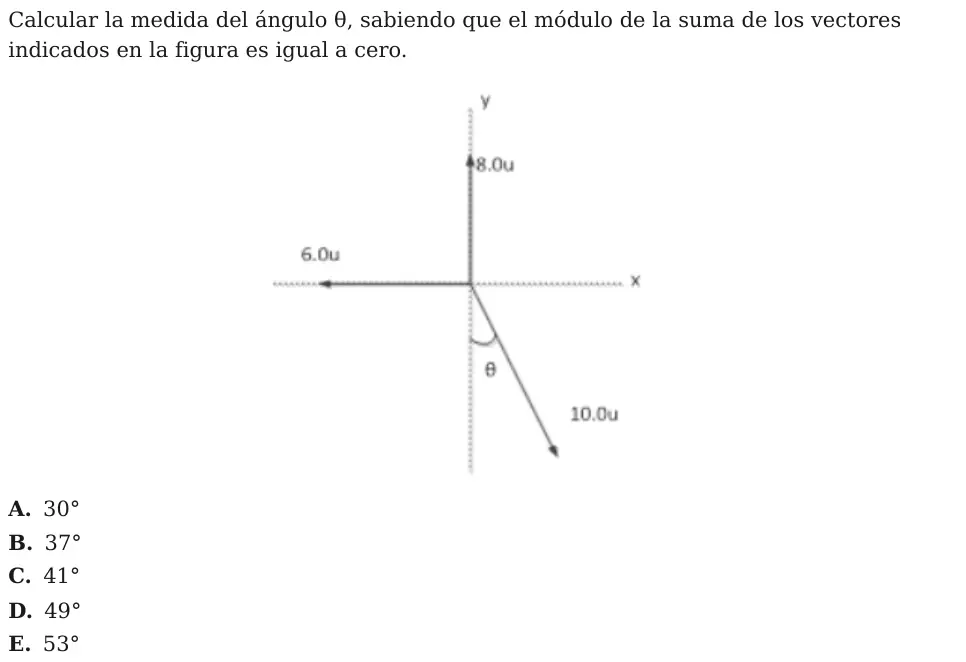 Calcular la medida del ángulo θ, sabiendo que el módulo de la suma de los vectores
indicados en la figura es igual a cero.
y
8.0u
6.0u
x
θ
10.0u
A. 30°
B. 37°
C. 41°
D. 49°
E. 53°